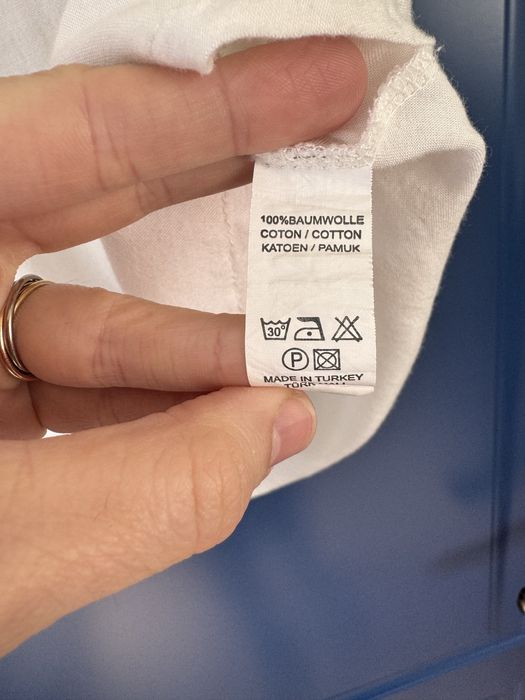 100%BAUMWOLLE
COTON / COTTON
KATOEN / PAMUK
30°
P
MADE IN TURKEY